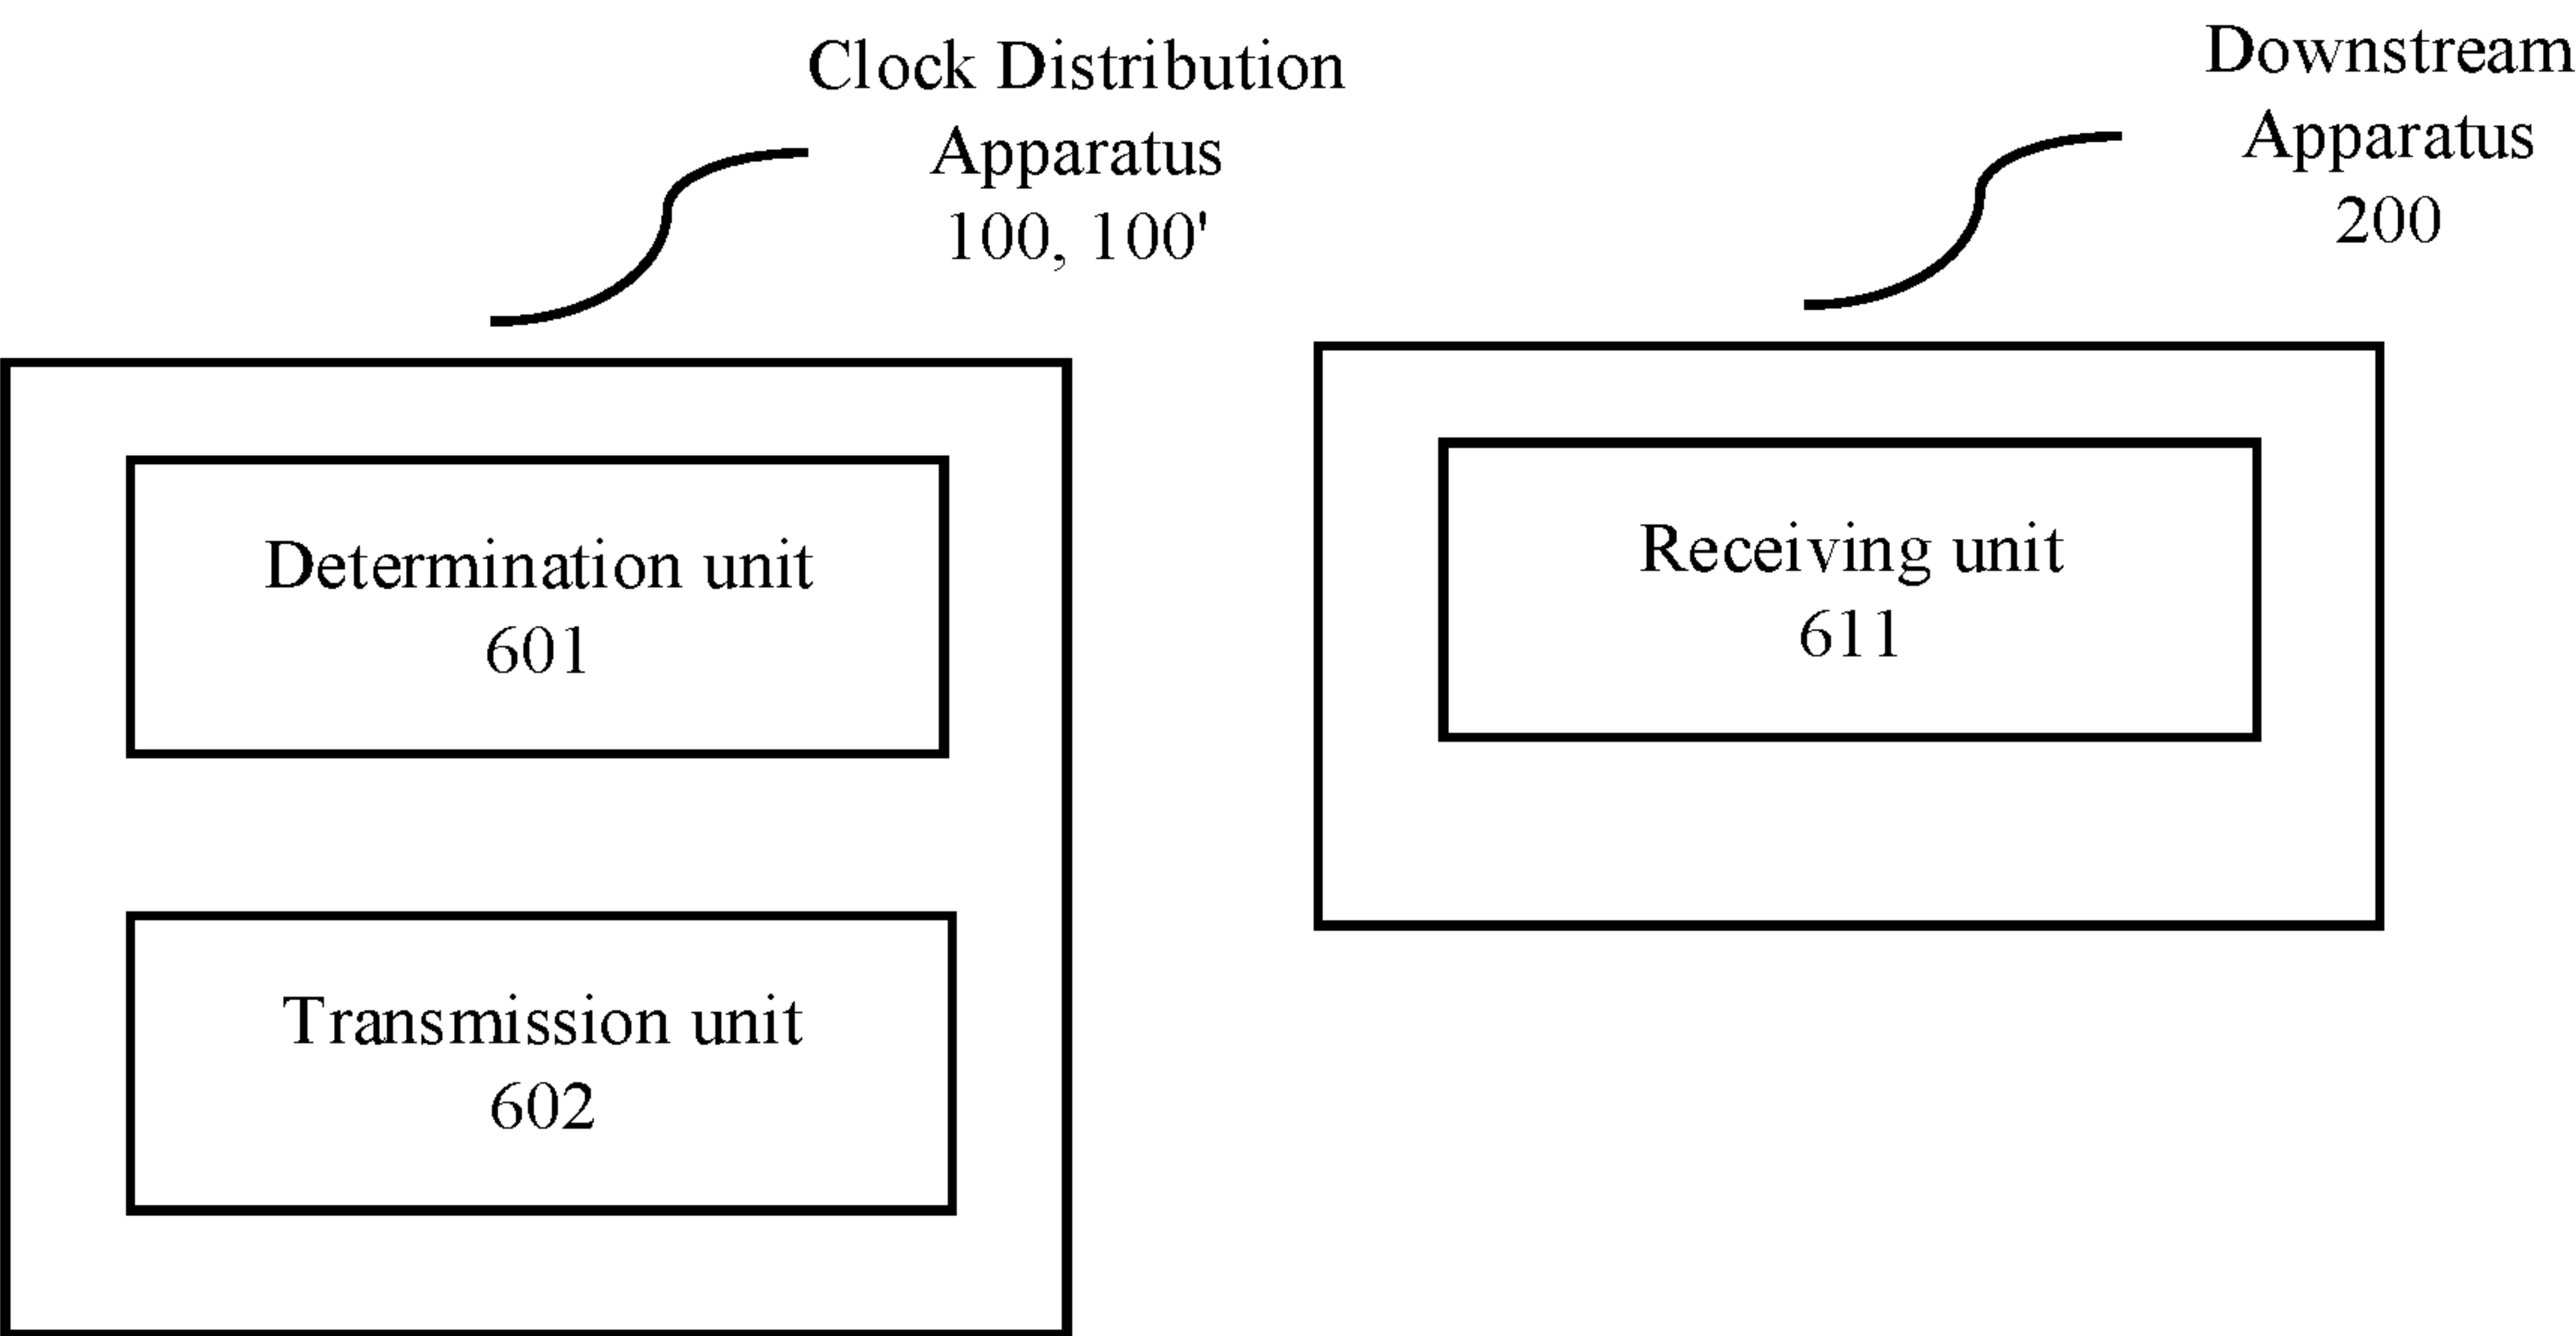 Clock Distribution
Apparatus
100, 100'
Downstream
Apparatus
200
Determination unit
601
Transmission unit
602
Receiving unit
611